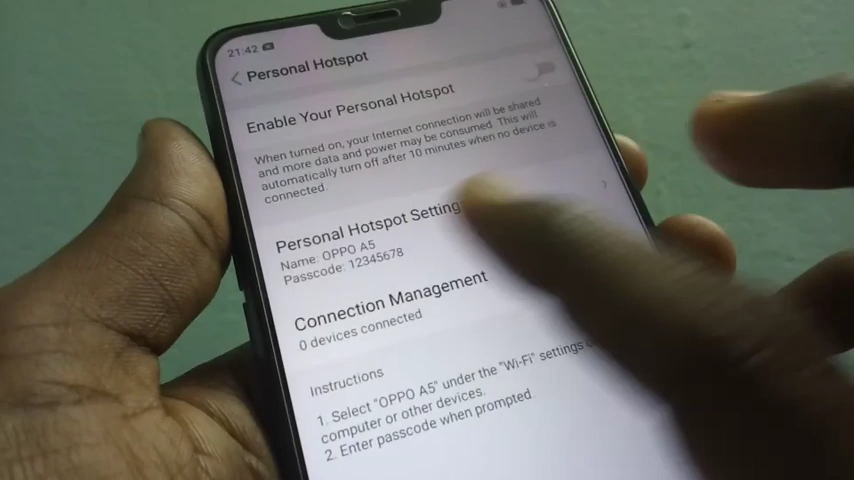 21:42
Personal Hotspot
Enable Your Personal Hotspot
When turned on, your Internet connection will be shared
and more data and power may be consumed. This will
automatically turn off after 10 minutes when no device is
connected.
Personal Hotspot Setting
Name: OPPO A5
Passcode: 12345678
Connection Management
0 devices connected
Instructions
1. Select "OPPO A5" under the "Wi-Fi" settings
computer or other devices.
2. Enter passcode when prompted.